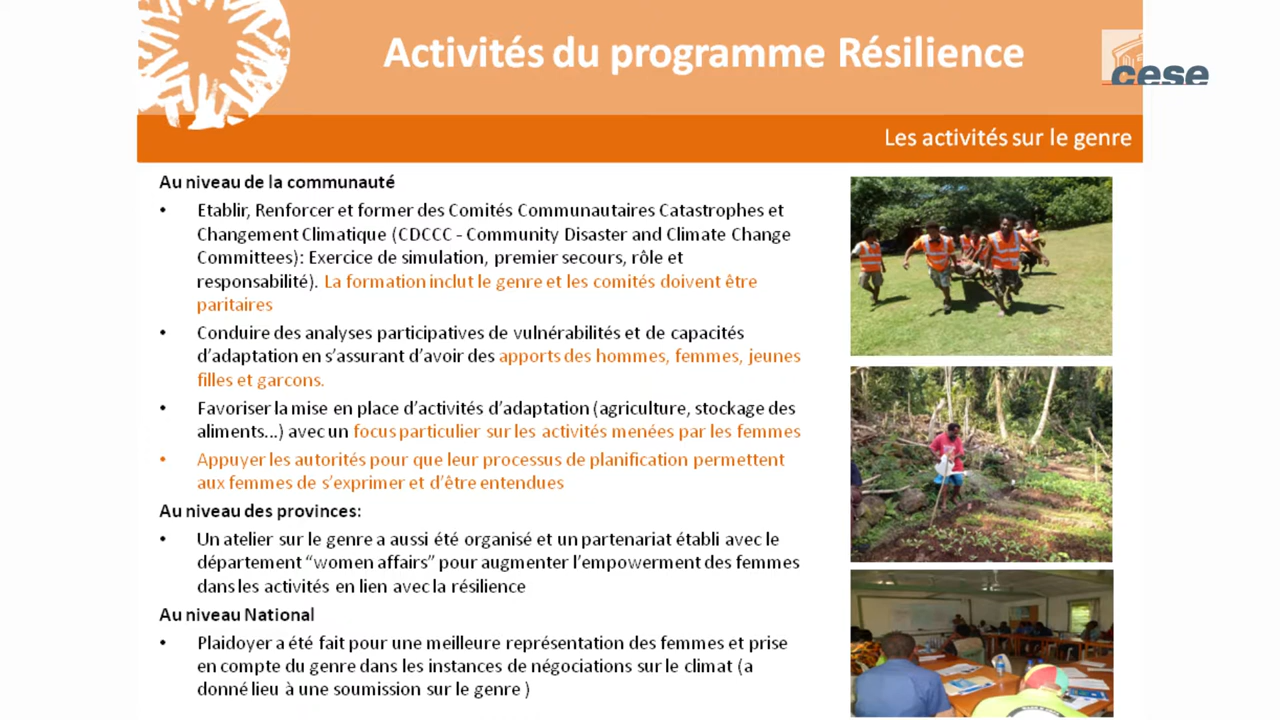 Activités du programme Résilience
cese
Les activités sur le genre
Au niveau de la communauté
• Etablir, Renforcer et former des Comités Communautaires Catastrophes et
Changement Climatique (CDCCC - Community Disaster and Climate Change
Committees): Exercice de simulation, premier secours, rôle et
responsabilité). La formation inclut le genre et les comités doivent être
paritaires
• Conduire des analyses participatives de vulnérabilités et de capacités
d’adaptation en s’assurant d’avoir des apports des hommes, femmes, jeunes
filles et garcons.
• Favoriser la mise en place d’activités d’adaptation (agriculture, stockage des
aliments...) avec un focus particulier sur les activités menées par les femmes
• Appuyer les autorités pour que leur processus de planification permettent
aux femmes de s’exprimer et d’être entendues
Au niveau des provinces:
• Un atelier sur le genre a aussi été organisé et un partenariat établi avec le
département “women affairs” pour augmenter l’empowerment des femmes
dans les activités en lien avec la résilience
Au niveau National
• Plaidoyer a été fait pour une meilleure représentation des femmes et prise
en compte du genre dans les instances de négociations sur le climat (a
donné lieu à une soumission sur le genre )